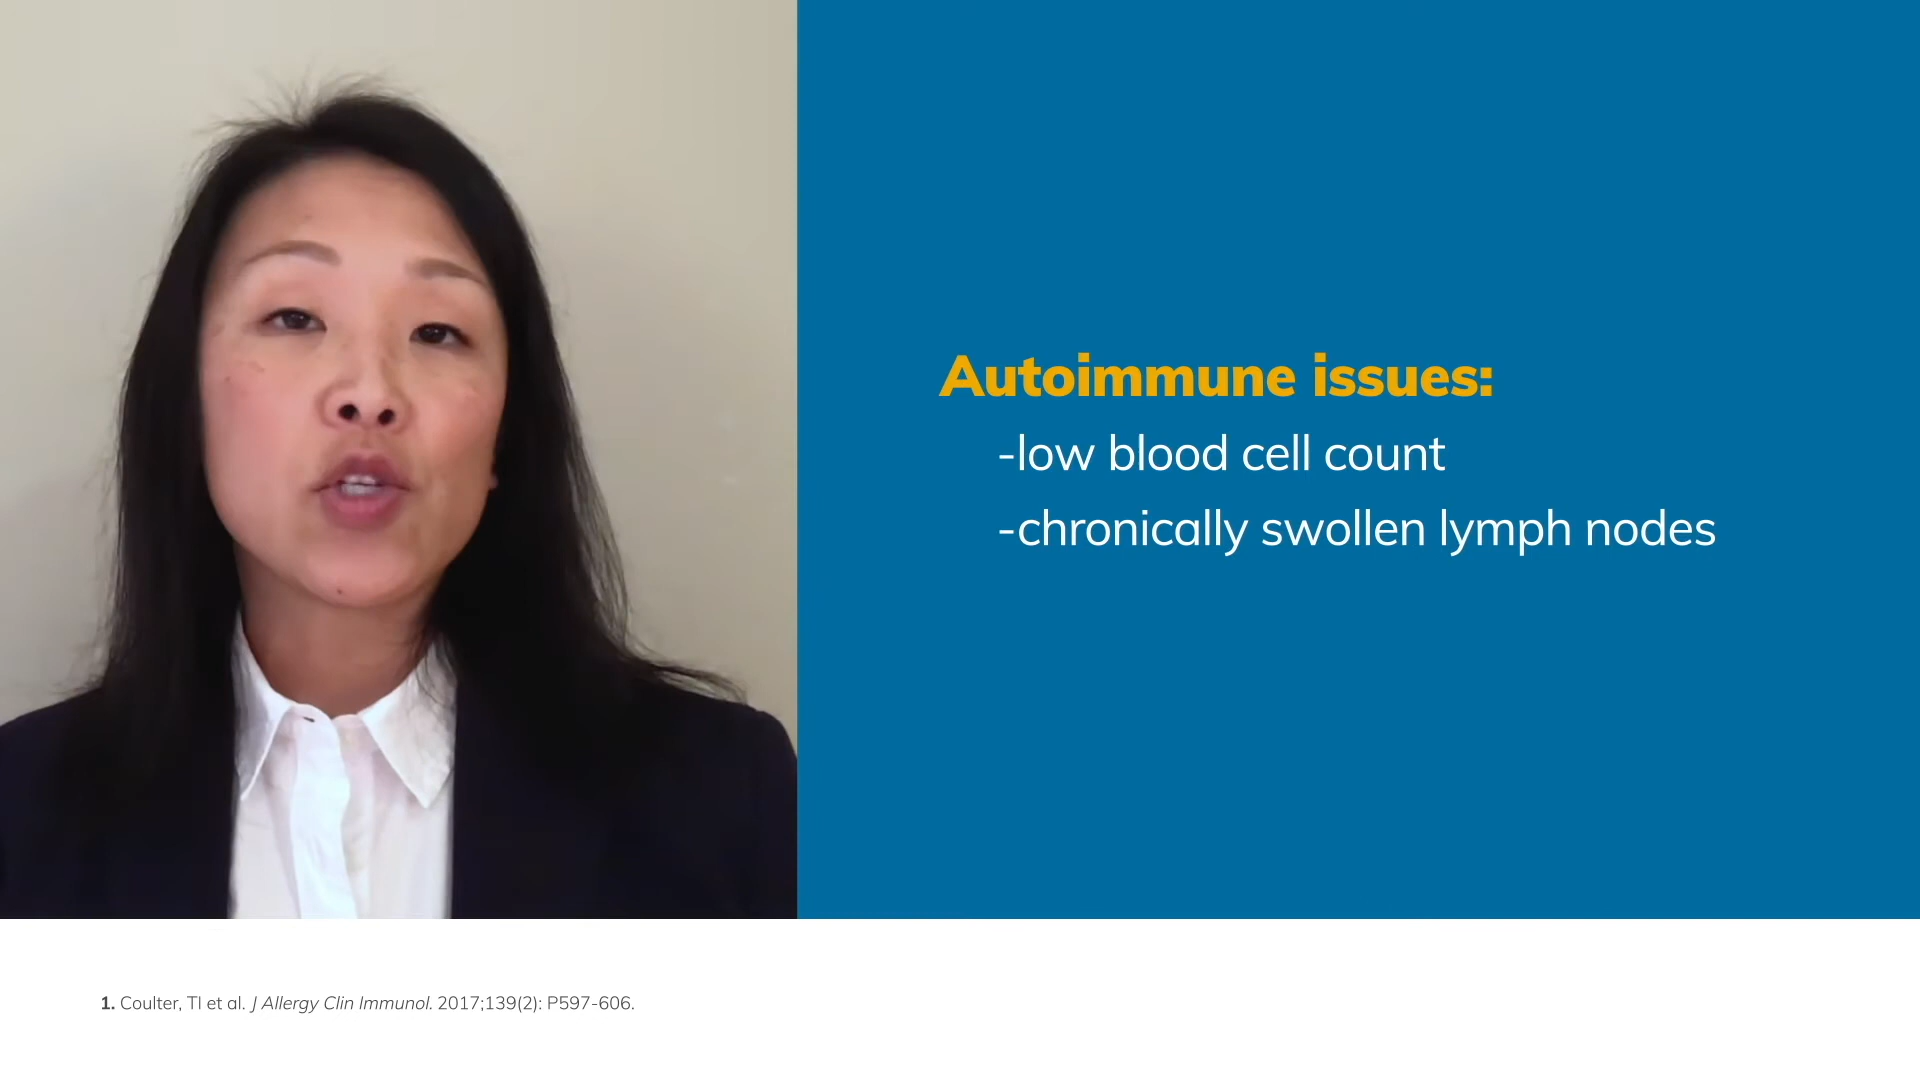 Autoimmune issues:
-low blood cell count
-chronically swollen lymph nodes
1. Coulter, TI et al. J Allergy Clin Immunol. 2017;139(2): P597-606.